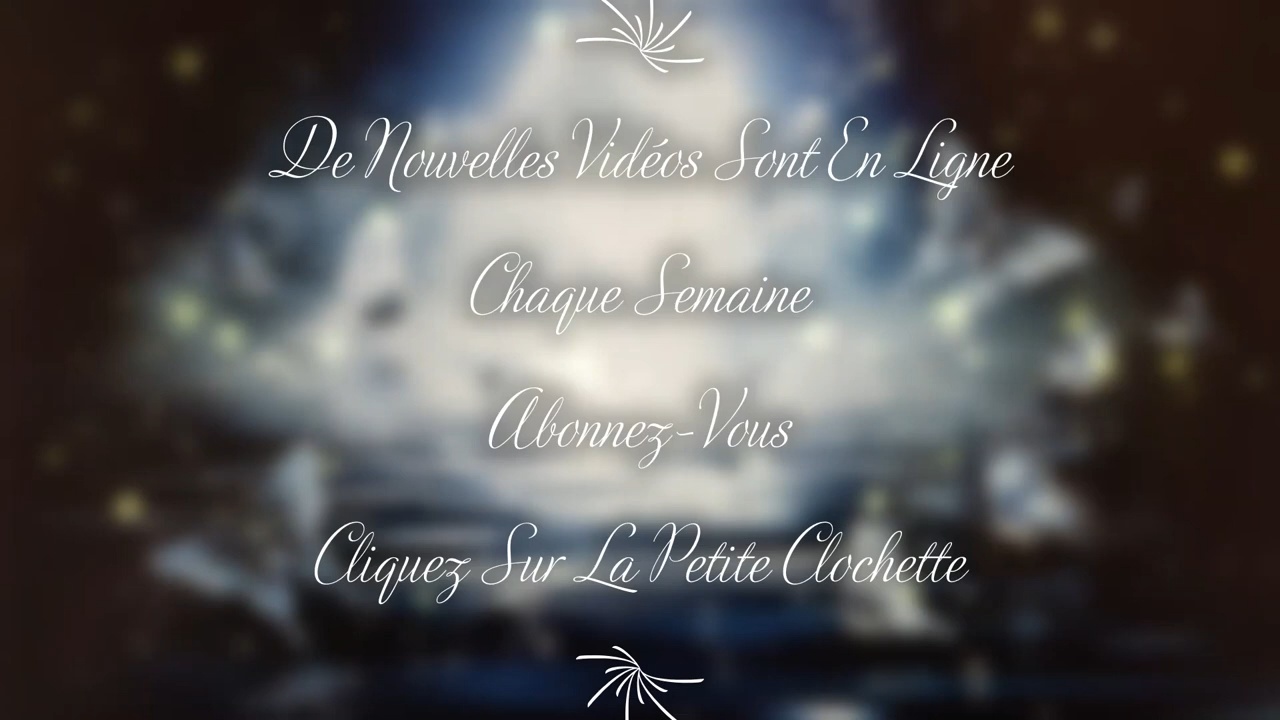 De Nouvelles Vidéos Sont En Ligne
Chaque Semaine
Abonnez-Vous
Cliquez Sur La Petite Clochette